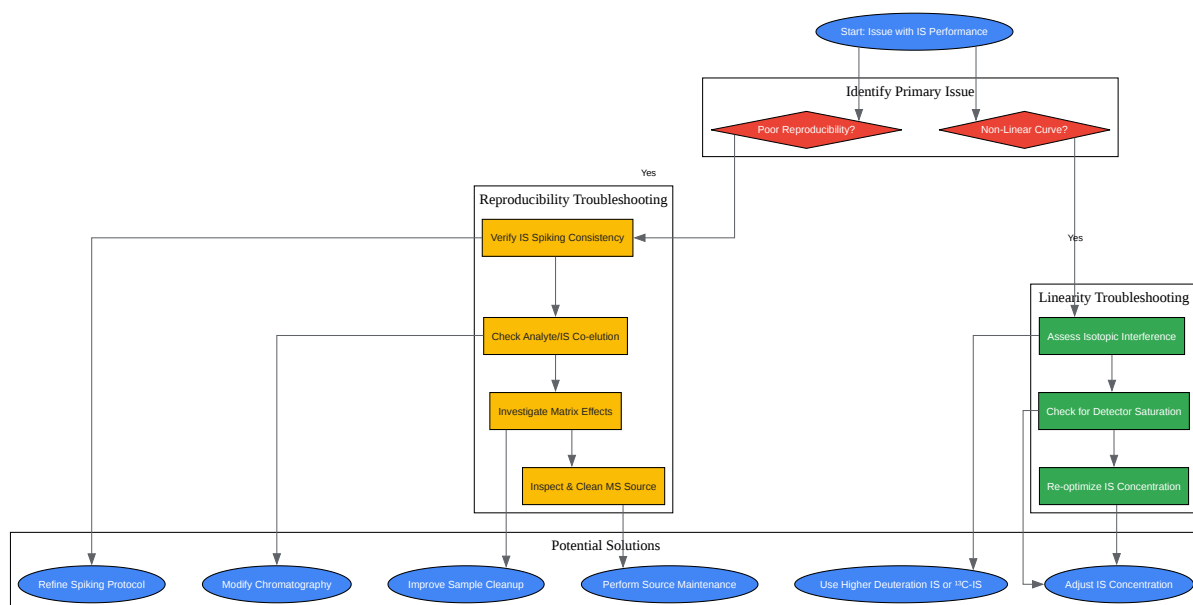 Start: Issue with IS Performance
Identify Primary Issue
Poor Reproducibility?
Non-Linear Curve?
Yes
Reproducibility Troubleshooting
Verify IS Spiking Consistency
Yes
Linearity Troubleshooting
Check Analyte/IS Co-elution
Assess Isotopic Interference
Investigate Matrix Effects
Check for Detector Saturation
Inspect & Clean MS Source
Re-optimize IS Concentration
Potential Solutions
Refine Spiking Protocol
Modify Chromatography
Improve Sample Cleanup
Perform Source Maintenance
Use Higher Deuteration IS or ¹³C-IS
Adjust IS Concentration